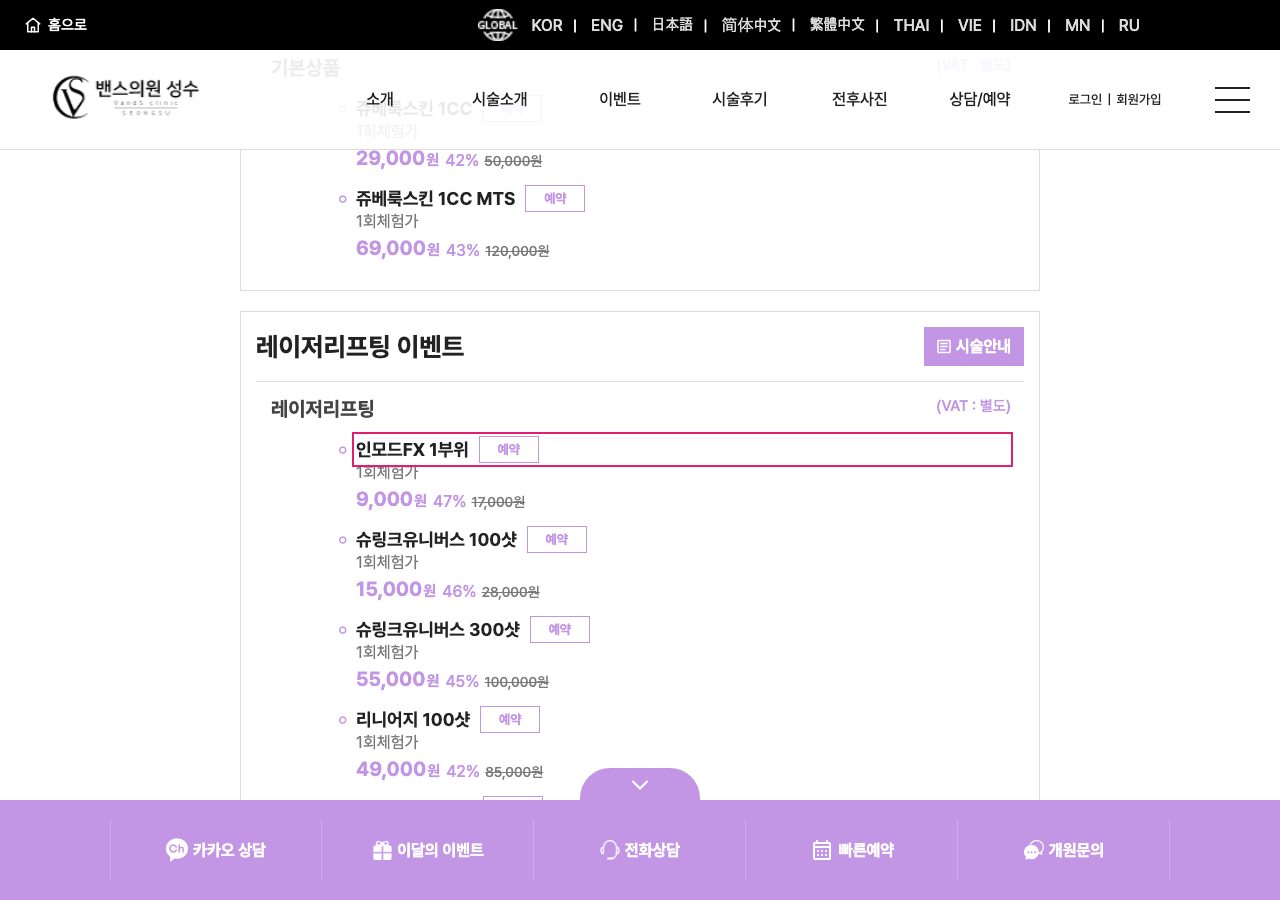 홈으로
GLOBAL KOR | ENG | 日本語 | 简体中文 | 繁體中文 | THAI | VIE | IDN | MN | RU
밴스의원 성수
VandS clinic
SEONGSU
소개 시술소개 이벤트 시술후기 전후사진 상담/예약 로그인 | 회원가입
기본상품 (VAT : 별도)
쥬베룩스킨 1CC
1회체험가
29,000원 42% 50,000원
쥬베룩스킨 1CC MTS 예약
1회체험가
69,000원 43% 120,000원
레이저리프팅 이벤트 시술안내
레이저리프팅 (VAT : 별도)
인모드FX 1부위 예약
1회체험가
9,000원 47% 17,000원
슈링크유니버스 100샷 예약
1회체험가
15,000원 46% 28,000원
슈링크유니버스 300샷 예약
1회체험가
55,000원 45% 100,000원
리니어지 100샷 예약
1회체험가
49,000원 42% 85,000원
Ch 카카오 상담 이달의 이벤트 전화상담 빠른예약 개원문의